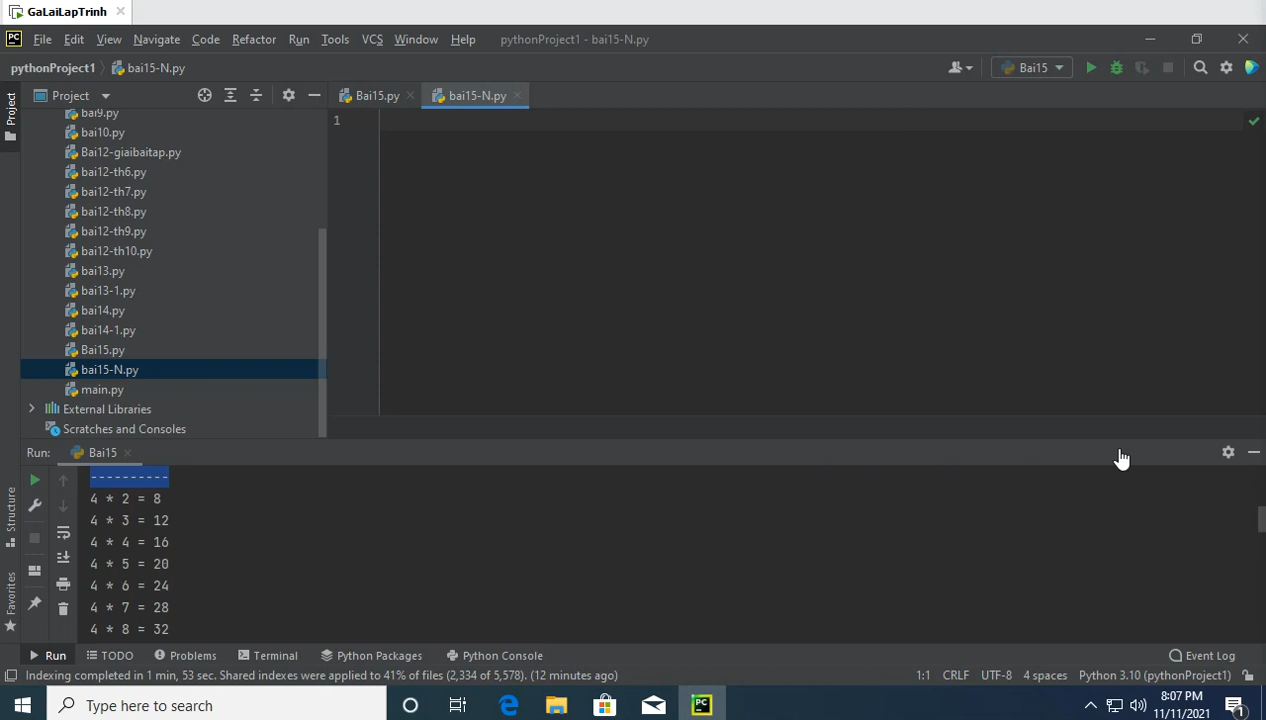 GaLaiLapTrinh
PC File Edit View Navigate Code Refactor Run Tools VCS Window Help pythonProject1 - bai15-N.py
pythonProject1 bai15-N.py Bai15
Project Bai15.py bai15-N.py
Project
1
bai9.py
bai10.py
Bai12-giaibaitap.py
bai12-th6.py
bai12-th7.py
bai12-th8.py
bai12-th9.py
bai12-th10.py
bai13.py
bai13-1.py
bai14.py
bai14-1.py
Bai15.py
bai15-N.py
main.py
External Libraries
Scratches and Consoles
Run: Bai15
----------
4 * 2 = 8
4 * 3 = 12
4 * 4 = 16
4 * 5 = 20
4 * 6 = 24
4 * 7 = 28
4 * 8 = 32
Structure
Favorites
Run TODO Problems Terminal Python Packages Python Console Event Log
Indexing completed in 1 min, 53 sec. Shared indexes were applied to 41% of files (2,334 of 5,578). (12 minutes ago) 1:1 CRLF UTF-8 4 spaces Python 3.10 (pythonProject1)
Type here to search PC 8:07 PM
11/11/2021 1